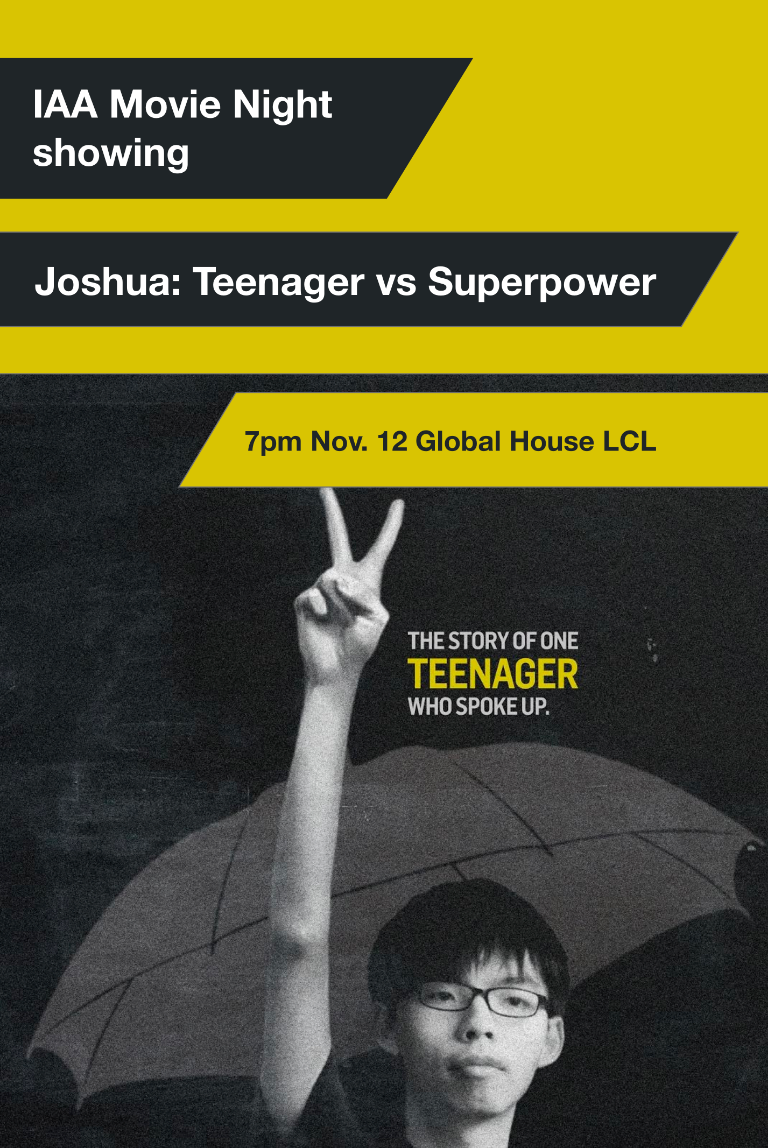 IAA Movie Night
showing
Joshua: Teenager vs Superpower
7pm Nov. 12 Global House LCL
THE STORY OF ONE
TEENAGER
WHO SPOKE UP.